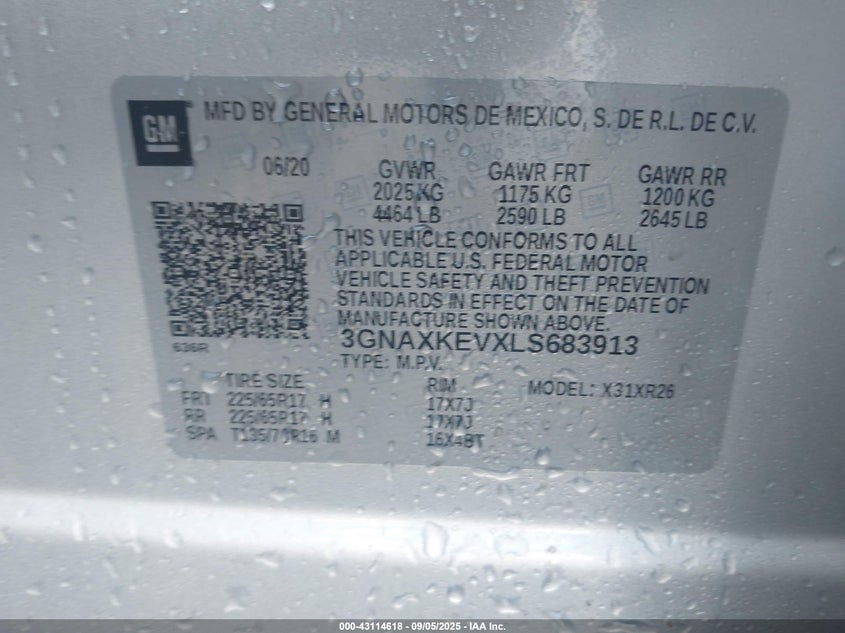 GM
MFD BY GENERAL MOTORS DE MEXICO, S. DE R.L. DE C.V.
06/20 GVWR GAWR FRT GAWR RR
2025 KG 1175 KG 1200 KG
4464 LB 2590 LB 2645 LB
THIS VEHICLE CONFORMS TO ALL
APPLICABLE U.S. FEDERAL MOTOR
VEHICLE SAFETY AND THEFT PREVENTION
STANDARDS IN EFFECT ON THE DATE OF
MANUFACTURE SHOWN ABOVE.
3GNAXKEVXLS683913
TYPE: M.P.V.
TIRE SIZE RIM MODEL: X31XR26
FRT 225/65R17 H 17X7J
RR 225/65R17 H 17X7J
SPA T135/70R16 M 16X4BT
000-43114618 - 09/05/2025 - IAA Inc.